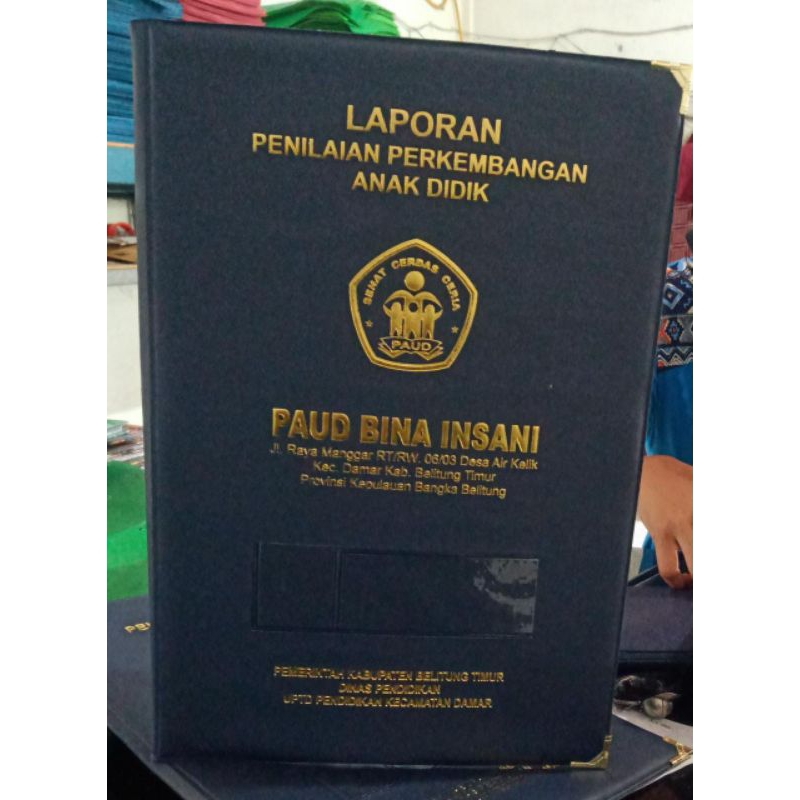 LAPORAN
PENILAIAN PERKEMBANGAN
ANAK DIDIK
SEHAT CERDAS CERIA
PAUD
PAUD BINA INSANI
Jl. Raya Manggar RT/RW. 06/03 Desa Air Kelik
Kec. Damar Kab. Belitung Timur
Provinsi Kepulauan Bangka Belitung
PEMERINTAH KABUPATEN BELITUNG TIMUR
DINAS PENDIDIKAN
UPTD PENDIDIKAN KECAMATAN DAMAR